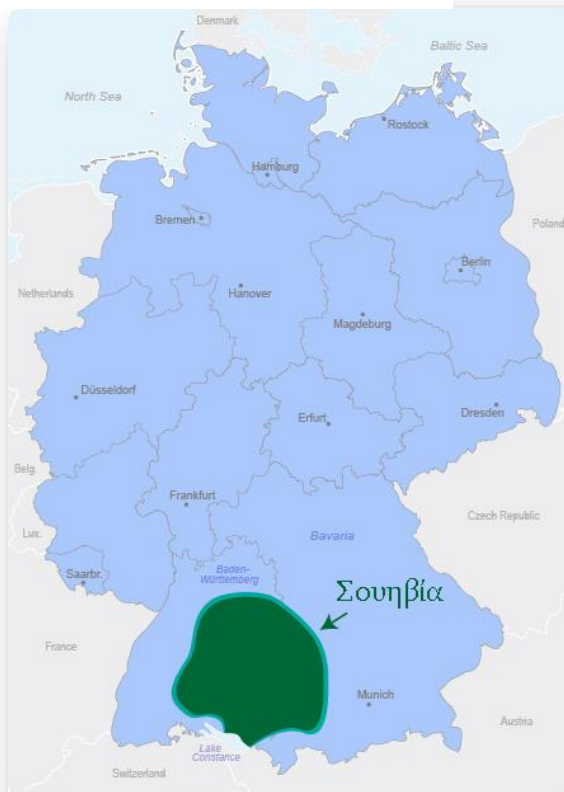 Denmark
Baltic Sea
North Sea
Rostock
Hamburg
Bremen
Poland
Berlin
Netherlands
Hanover
Magdeburg
Düsseldorf
Dresden
Erfurt
Belg.
Frankfurt
Czech Republic
Lux.
Bavaria
Baden-
Württemberg
Saarbr.
Σουηβία
France
Munich
Austria
Lake
Constance
Switzerland